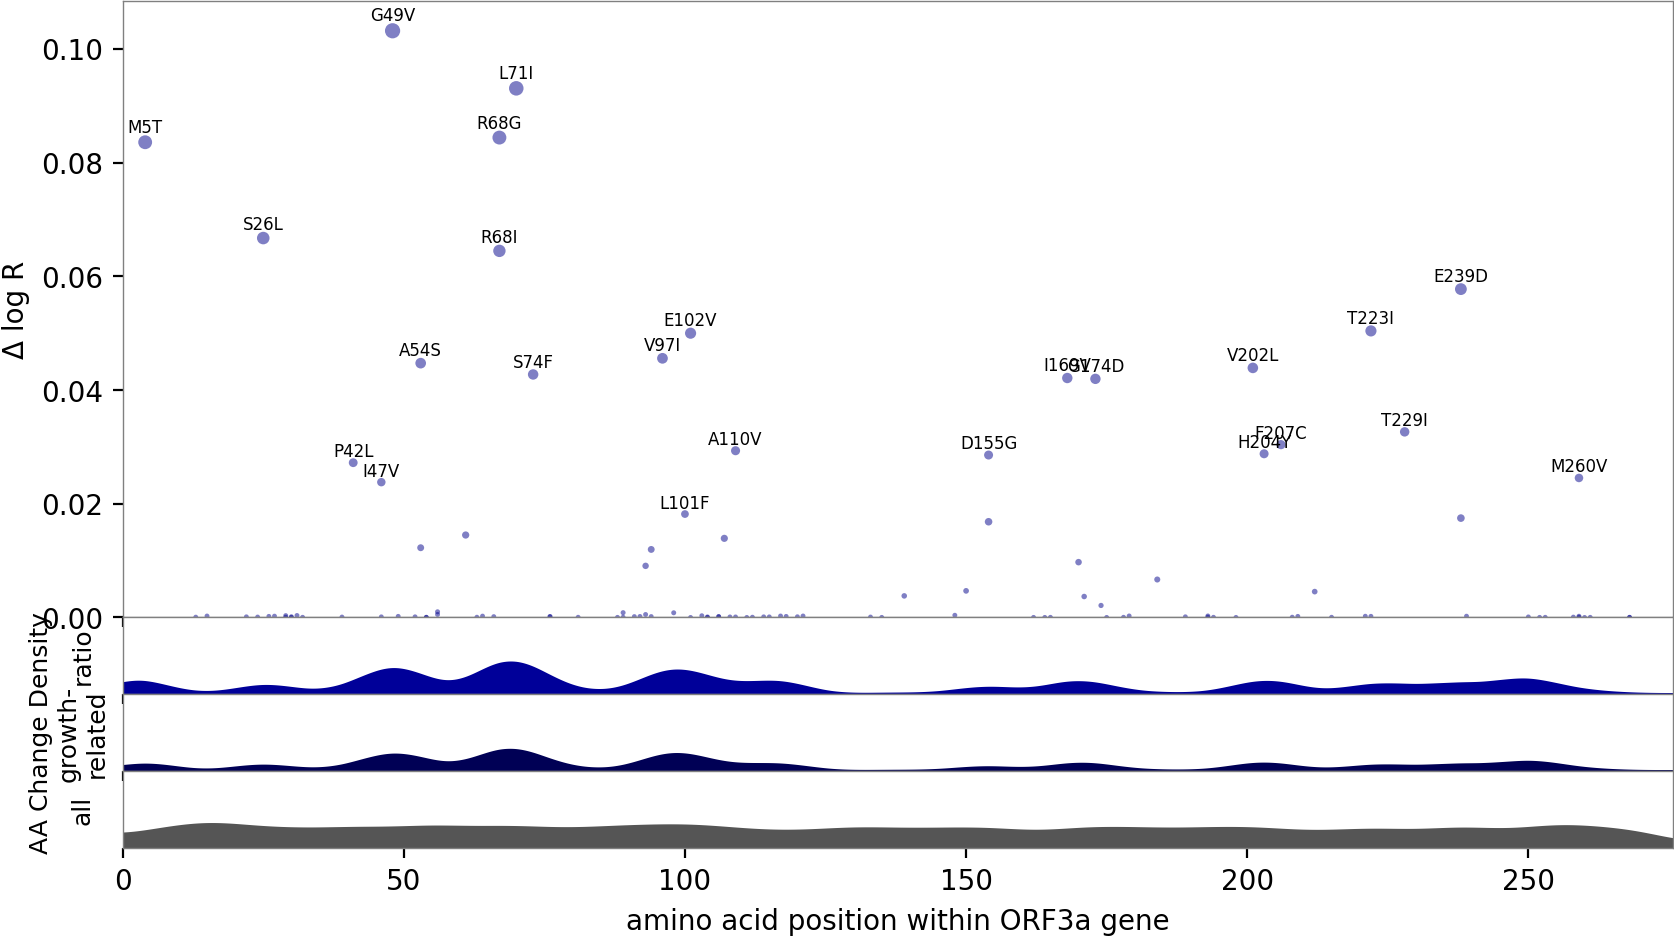 G49V
0.10
L71I
M5T
R68G
0.08
S26L
R68I
0.06
E239D
T223I
E102V
V97I
A54S
V202L
S74F
I169V
G174D
Δ log R
0.04
T229I
F207C
H204Y
A110V
D155G
P42L
I47V
M260V
L101F
0.02
0.00
AA Change Density
ratio
growth-
related
all
0 50 100 150 200 250
amino acid position within ORF3a gene